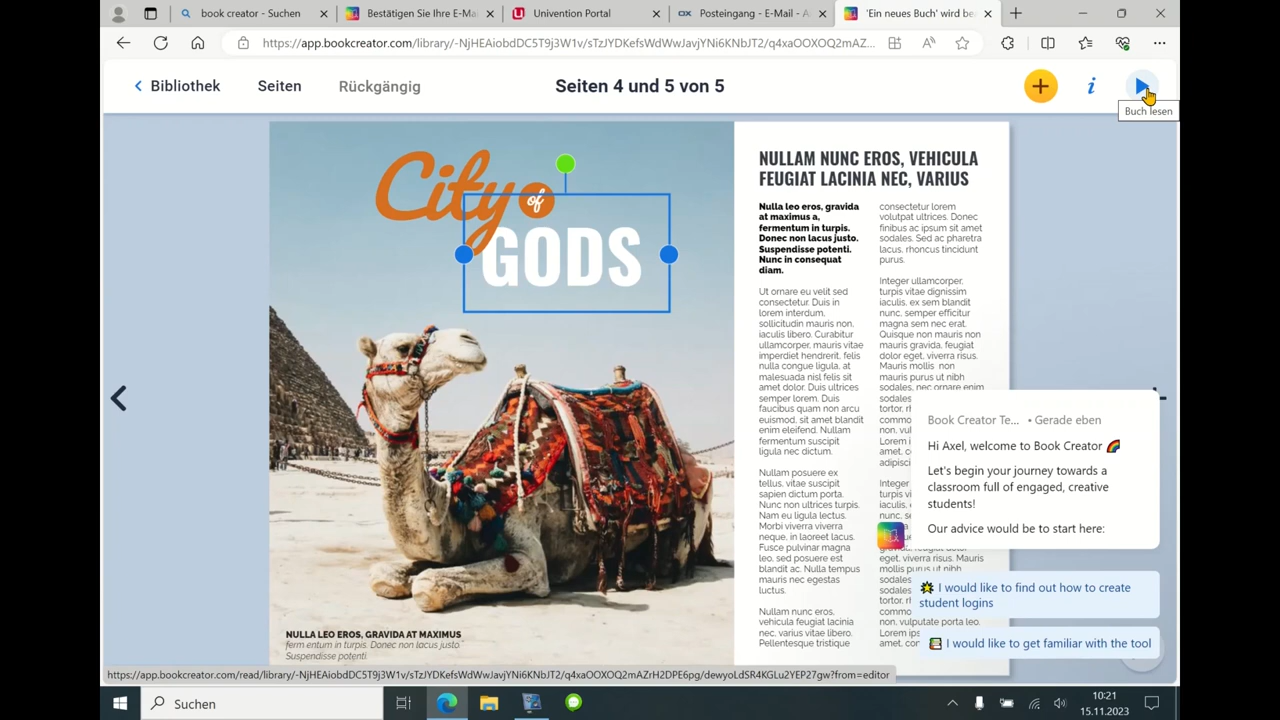 book creator - Suchen
Bestätigen Sie Ihre E-Ma
Univention Portal
Posteingang - E-Mail - A
'Ein neues Buch' wird be
https://app.bookcreator.com/library/-NjHEAiobdDC5T9j3W1v/sTzJYDKefsWdWwJavjYNi6KNbJT2/q4xaOOXOQ2mAZ...
Bibliothek
Seiten
Rückgängig
Seiten 4 und 5 von 5
Buch lesen
City of
GODS
NULLA LEO EROS, GRAVIDA AT MAXIMUS
ferm entum in turpis. Donec non lacus justo.
Suspendisse potenti.
NULLAM NUNC EROS, VEHICULA
FEUGIAT LACINIA NEC, VARIUS
Nulla leo eros, gravida
at maximus a,
fermentum in turpis.
Donec non lacus justo.
Suspendisse potenti.
Nunc in consequat
diam.
Ut ornare eu velit sed
consectetur. Duis in
lorem interdum,
sollicitudin mauris non,
iaculis libero. Curabitur
ullamcorper, mauris vitae
imperdiet hendrerit, felis
nulla congue ligula, at
malesuada nisl felis sit
amet dolor. Duis ultrices
semper lorem. Duis
faucibus quam non arcu
euismod, sit amet blandit
enim eleifend. Nullam
fermentum suscipit
ligula nec dictum.
Nullam posuere ex
tellus, vitae suscipit
sapien dictum porta.
Nunc non ultrices turpis.
Nam eu ligula lectus.
Morbi viverra viverra
neque, in laoreet lacus.
Fusce pulvinar magna
leo, sed posuere est
blandit ac. Nulla tempus
mauris nec egestas
luctus.
Nullam nunc eros,
vehicula feugiat lacinia
nec, varius vitae libero.
Pellentesque tristique
consectetur lorem
volutpat ultrices. Donec
finibus ac ipsum sit amet
sodales. Sed ac pharetra
lacus, rhoncus tincidunt
purus.
Integer ullamcorper,
turpis vitae dignissim
iaculis, ex sem blandit
nunc, semper efficitur
magna sem nec erat.
Quisque non mauris non
mauris gravida, feugiat
dolor eget, viverra risus.
Mauris mollis non
mauris purus ut nibh
sodales, nec ornare enim
Book Creator Te... • Gerade eben
Hi Axel, welcome to Book Creator 🌈
Let's begin your journey towards a
classroom full of engaged, creative
students!
Our advice would be to start here:
I would like to find out how to create
student logins
I would like to get familiar with the tool
https://app.bookcreator.com/read/library/-NjHEAiobdDC5T9j3W1v/sTzJYDKefsWdWwJavjYNi6KNbJT2/q4xaOOXOQ2mAZrH2DPE6pg/dewyoLdSR4KGLu2YEP27gw?from=editor
Suchen
10:21
15.11.2023